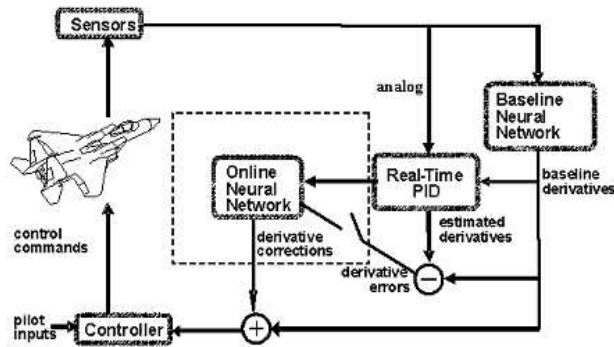 Sensors
analog
Baseline
Neural
Network
Online
Neural
Network
Real-Time
PID
baseline
derivatives
estimated
derivatives
control
commands
derivative
corrections
derivative
errors
−
pilot
inputs
Controller
+